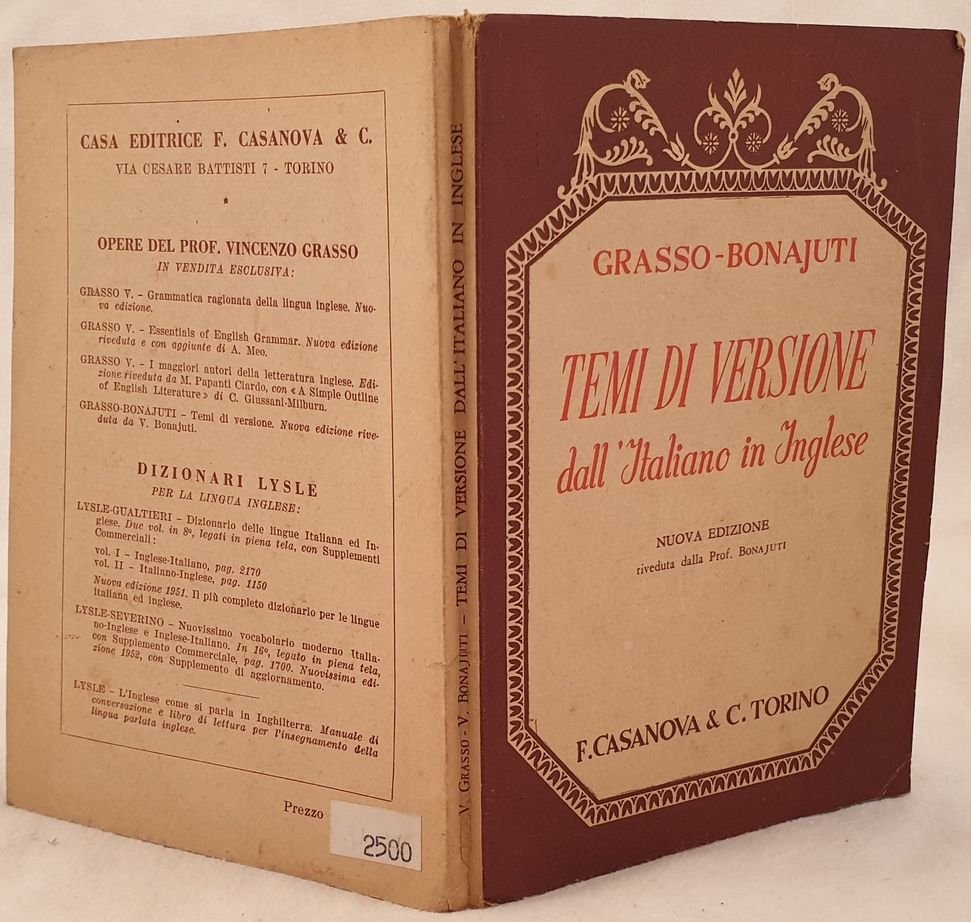 CASA EDITRICE F. CASANOVA & C.
VIA CESARE BATTISTI 7 - TORINO
OPERE DEL PROF. VINCENZO GRASSO
IN VENDITA ESCLUSIVA:
GRASSO V. - Grammatica ragionata della lingua inglese. Nuo-
va edizione.
GRASSO V. - Essentials of English Grammar. Nuova edizione
riveduta e con aggiunte di A. Meo.
GRASSO V. - I maggiori autori della letteratura inglese. Edi-
zione riveduta da M. Papanti Ciardo, con « A Simple Outline
of English Literature » di C. Giussani-Milburn.
GRASSO-BONAJUTI - Temi di versione. Nuova edizione rive-
duta da V. Bonajuti.
DIZIONARI LYSLE
PER LA LINGUA INGLESE:
LYSLE-GUALTIERI - Dizionario delle lingue Italiana ed In-
glese. Due vol. in 8°, legati in piena tela, con Supplementi
Commerciali:
vol. I - Inglese-Italiano, pag. 2170
vol. II - Italiano-Inglese, pag. 1150
Nuova edizione 1951. Il più completo dizionario per le lingue
italiana ed inglese.
LYSLE-SEVERINO - Nuovissimo vocabolario moderno Italia-
no-Inglese e Inglese-Italiano. In 16°, legato in piena tela,
con Supplemento Commerciale, pag. 1700. Nuovissima edi-
zione 1952, con Supplemento di aggiornamento.
LYSLE - L'Inglese come si parla in Inghilterra. Manuale di
conversazione e libro di lettura per l'insegnamento della
lingua parlata inglese.
Prezzo
2500
V. GRASSO - V. BONAJUTI - TEMI DI VERSIONE DALL'ITALIANO IN INGLESE
GRASSO-BONAJUTI
TEMI DI VERSIONE
dall'Italiano in Inglese
NUOVA EDIZIONE
riveduta dalla Prof. BONAJUTI
F. CASANOVA & C. TORINO